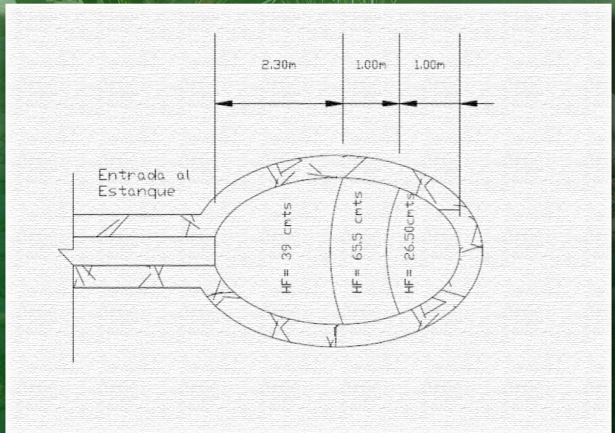 2.30m
1.00m
1.00m
Entrada al
Estanque
HF= 39 cmts
HF= 65.5 cmts
HF= 26.50cmts